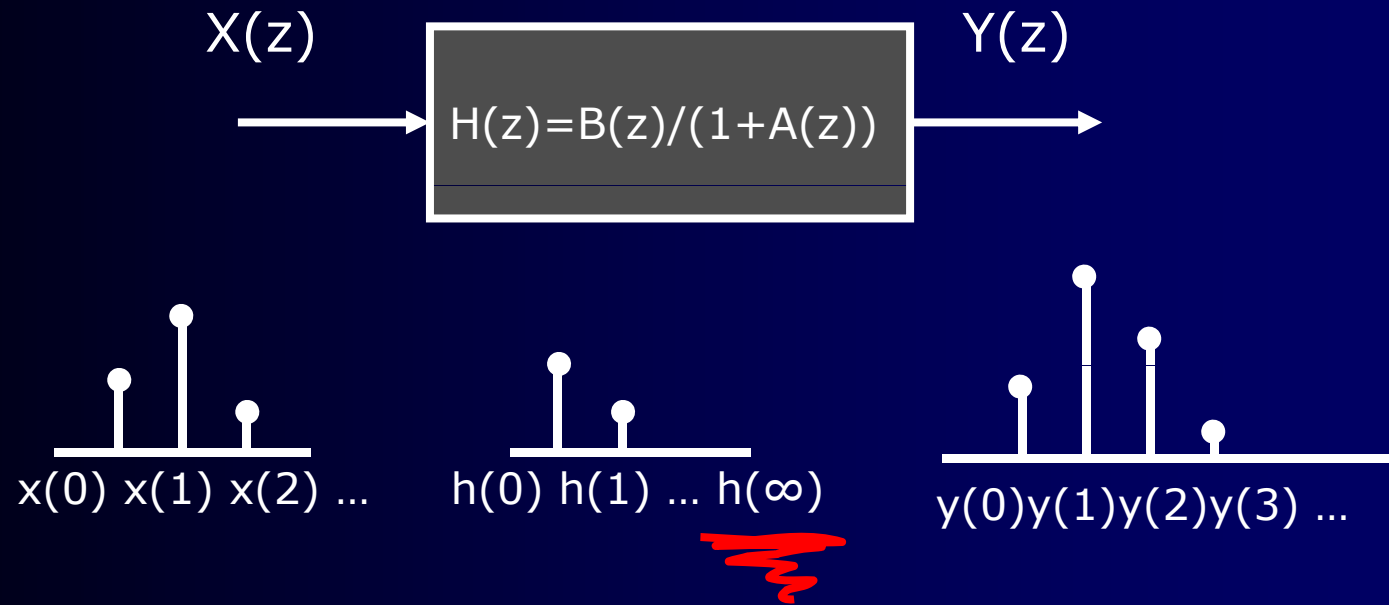 X(z)
Y(z)
H(z)=B(z)/(1+A(z))
x(0) x(1) x(2) …
h(0) h(1) … h(∞)
y(0)y(1)y(2)y(3) …